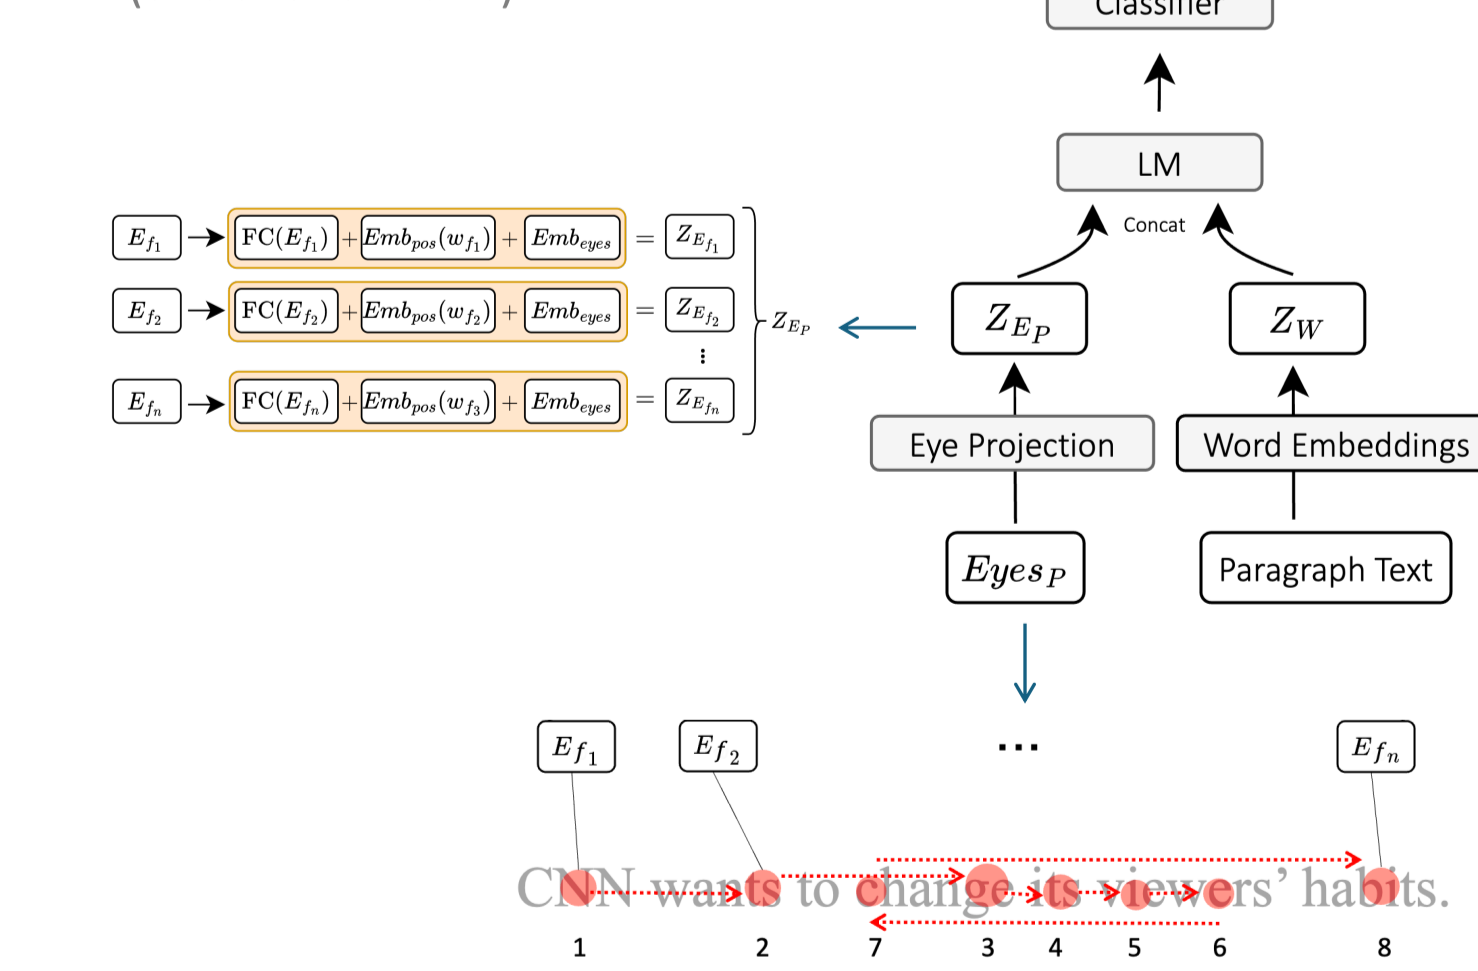 Classifier
LM
Concat
E_{f_1} FC(E_{f_1}) + Emb_{pos}(w_{f_1}) + Emb_{eyes} = Z_{E_{f_1}}
E_{f_2} FC(E_{f_2}) + Emb_{pos}(w_{f_2}) + Emb_{eyes} = Z_{E_{f_2}}
⋮
E_{f_n} FC(E_{f_n}) + Emb_{pos}(w_{f_3}) + Emb_{eyes} = Z_{E_{f_n}}
Z_{E_P}
Z_{E_P} Z_W
Eye Projection Word Embeddings
Eyes_P Paragraph Text
E_{f_1} E_{f_2} ... E_{f_n}
CNN wants to change its viewers’ habits.
1 2 7 3 4 5 6 8